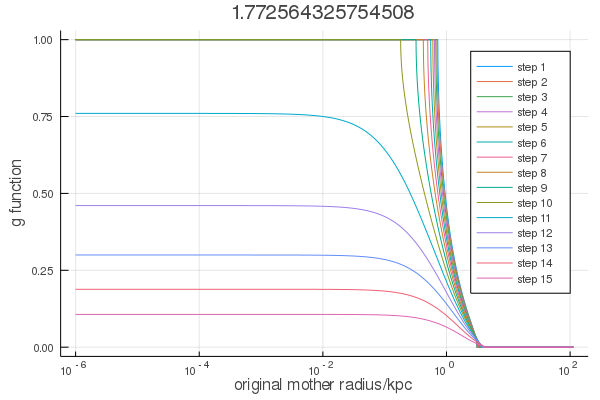 1.7725643257545​08
g function
1.00
0.75
0.50
0.25
0.00
step 1
step 2
step 3
step 4
step 5
step 6
step 7
step 8
step 9
step 10
step 11
step 12
step 13
step 14
step 15
10^-6 10^-4 10^-2 10^0 10^2
original mother radius/kpc